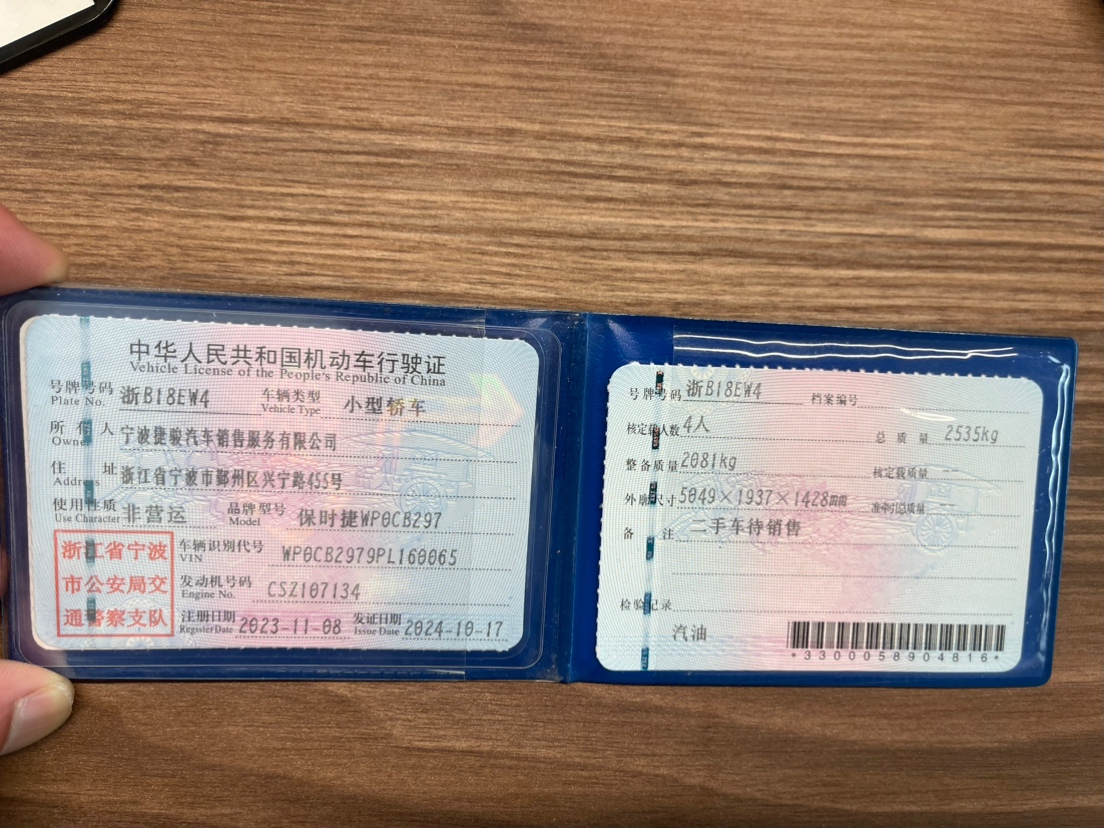 中华人民共和国机动车行驶证
Vehicle License of the People's Republic of China
号牌号码 浙B18EW4 车辆类型 小型轿车
Plate No. Vehicle Type
所有人 宁波捷骏汽车销售服务有限公司
Owner
住址 浙江省宁波市鄞州区兴宁路455号
Address
使用性质 非营运 品牌型号 保时捷WP0CB297
Use Character Model
浙江省宁波
市公安局交
通警察支队
车辆识别代号 WP0CB2979PL160065
VIN
发动机号码 CSZ107134
Engine No.
注册日期 2023-11-08 发证日期 2024-10-17
Register Date Issue Date
号牌号码 浙B18EW4 档案编号
核定载人数 4人 总质量 2535kg
整备质量 2081kg 核定载质量 --
外廓尺寸 5049×1937×1428mm 准牵引总质量 --
备注 二手车待销售
检验记录
汽油
*3300058904816*